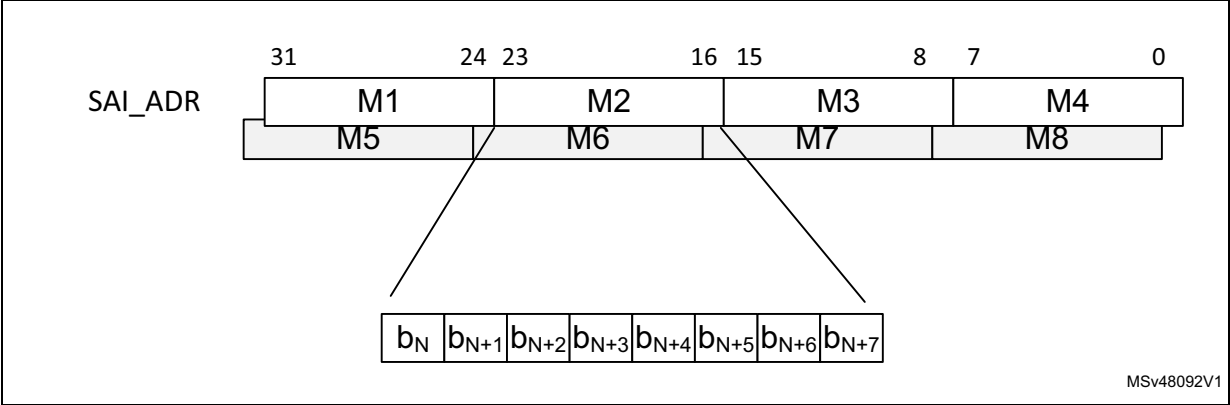 31 24 23 16 15 8 7 0
SAI_ADR M1 M2 M3 M4
M5 M6 M7 M8
bN bN+1 bN+2 bN+3 bN+4 bN+5 bN+6 bN+7
MSv48092V1